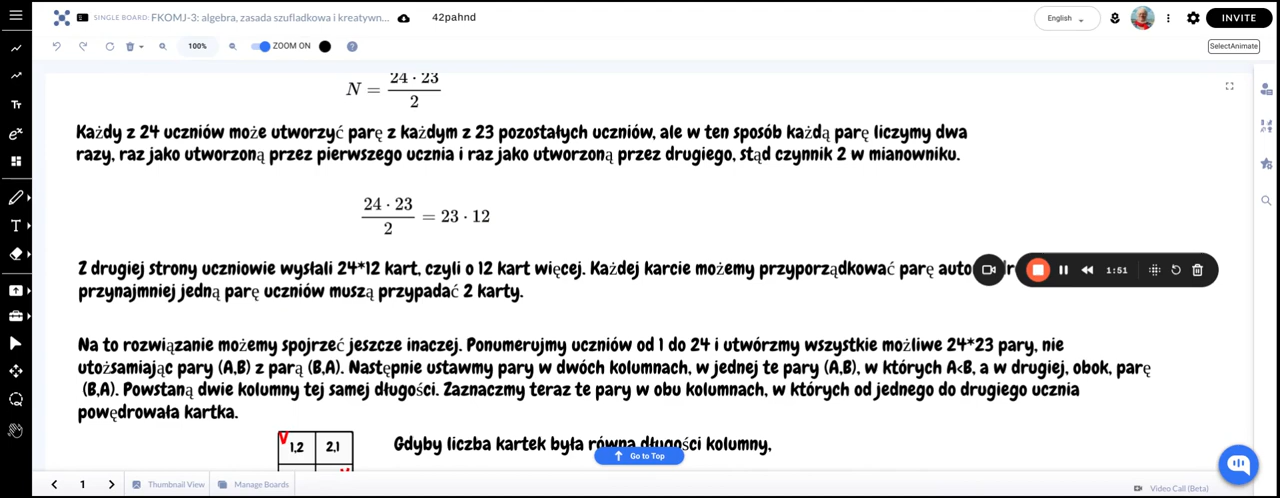 SINGLE BOARD: FKOMJ-3: algebra, zasada szufladkowa i kreatywn... 42pahnd English INVITE
100% ZOOM ON SelectAnimate
N = 24 · 23 / 2
Każdy z 24 uczniów może utworzyć parę z każdym z 23 pozostałych uczniów, ale w ten sposób każdą parę liczymy dwa
razy, raz jako utworzoną przez pierwszego ucznia i raz jako utworzoną przez drugiego, stąd czynnik 2 w mianowniku.
24 · 23 / 2 = 23 · 12
Z drugiej strony uczniowie wysłali 24*12 kart, czyli o 12 kart więcej. Każdej karcie możemy przyporządkować parę
1:51
przynajmniej jedną parę uczniów muszą przypadać 2 karty.
Na to rozwiązanie możemy spojrzeć jeszcze inaczej. Ponumerujmy uczniów od 1 do 24 i utwórzmy wszystkie możliwe 24*23 pary, nie
utożsamiając pary (A,B) z parą (B,A). Następnie ustawmy pary w dwóch kolumnach, w jednej te pary (A,B), w których A<B, a w drugiej, obok, parę
(B,A). Powstaną dwie kolumny tej samej długości. Zaznaczmy teraz te pary w obu kolumnach, w których od jednego do drugiego ucznia
powędrowała kartka.
V 1,2 2,1 Gdyby liczba kartek była równa długości kolumny,
Go to Top
1 Thumbnail View Manage Boards Video Call (Beta)